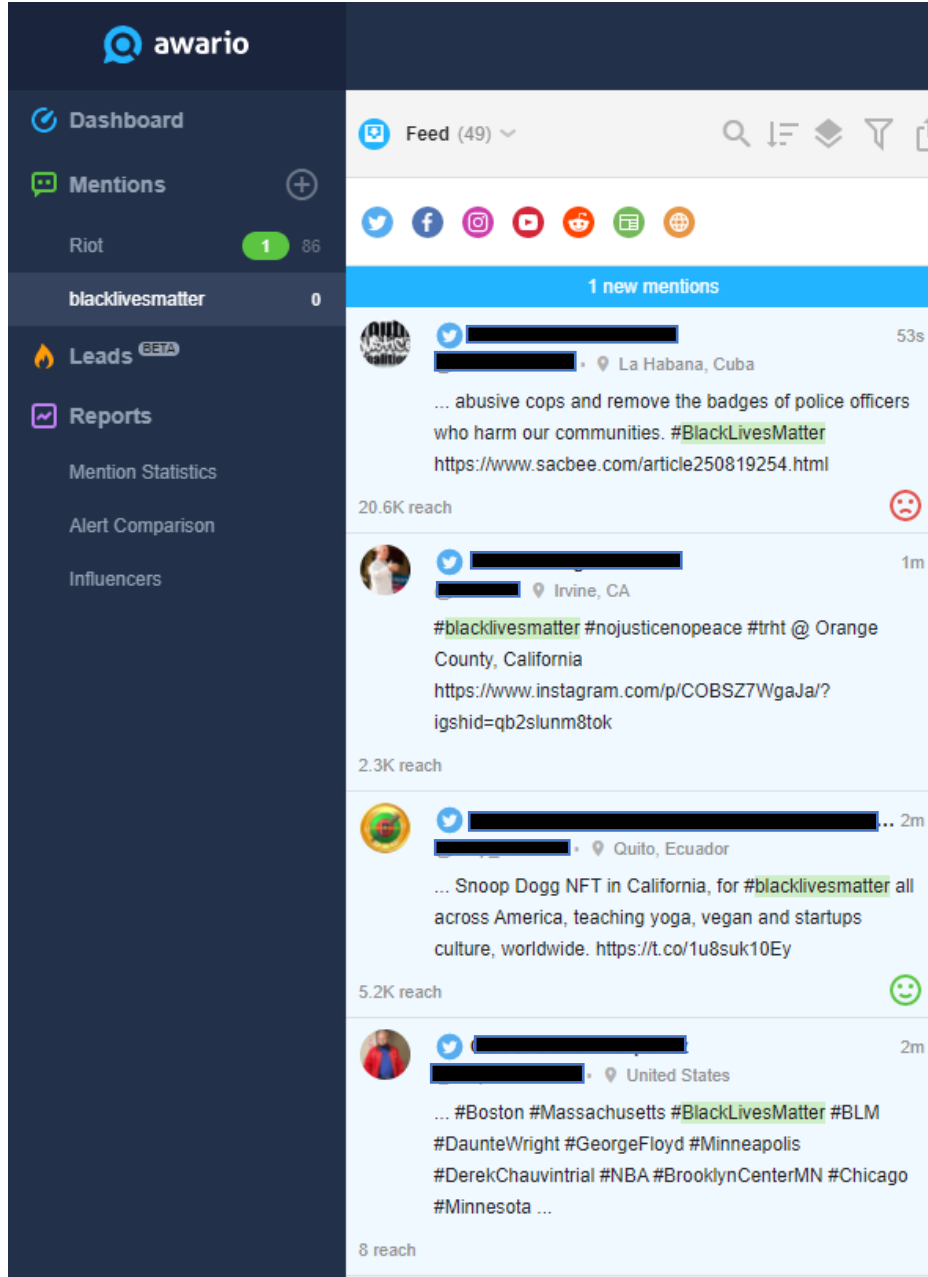 awario
Dashboard
Mentions
Riot 1 86
blacklivesmatter 0
Leads BETA
Reports
Mention Statistics
Alert Comparison
Influencers
Feed (49)
1 new mentions
53s
La Habana, Cuba
... abusive cops and remove the badges of police officers
who harm our communities. #BlackLivesMatter
https://www.sacbee.com/article250819254.html
20.6K reach
1m
Irvine, CA
#blacklivesmatter #nojusticenopeace #trht @ Orange
County, California
https://www.instagram.com/p/COBSZ7WgaJa/?
igshid=qb2slunm8tok
2.3K reach
... 2m
Quito, Ecuador
... Snoop Dogg NFT in California, for #blacklivesmatter all
across America, teaching yoga, vegan and startups
culture, worldwide. https://t.co/1u8suk10Ey
5.2K reach
2m
United States
... #Boston #Massachusetts #BlackLivesMatter #BLM
#DaunteWright #GeorgeFloyd #Minneapolis
#DerekChauvintrial #NBA #BrooklynCenterMN #Chicago
#Minnesota ...
8 reach